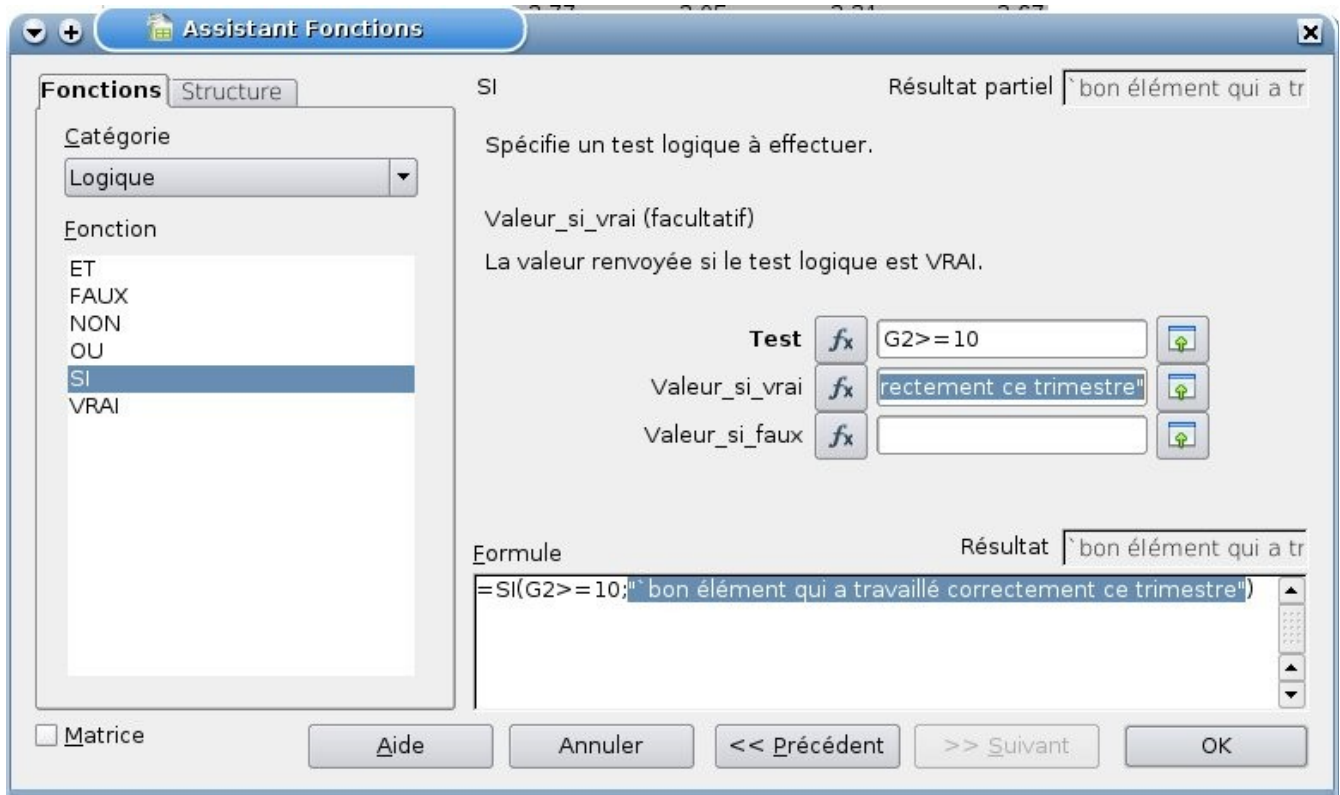 Assistant Fonctions
Fonctions Structure
Catégorie
Logique
Fonction
ET
FAUX
NON
OU
SI
VRAI
SI
Résultat partiel `bon élément qui a tr
Spécifie un test logique à effectuer.
Valeur_si_vrai (facultatif)
La valeur renvoyée si le test logique est VRAI.
Test fx G2>=10
Valeur_si_vrai fx rectement ce trimestre"
Valeur_si_faux fx
Formule
Résultat `bon élément qui a tr
=SI(G2>=10;"`bon élément qui a travaillé correctement ce trimestre")
Matrice
Aide
Annuler
<< Précédent
>> Suivant
OK